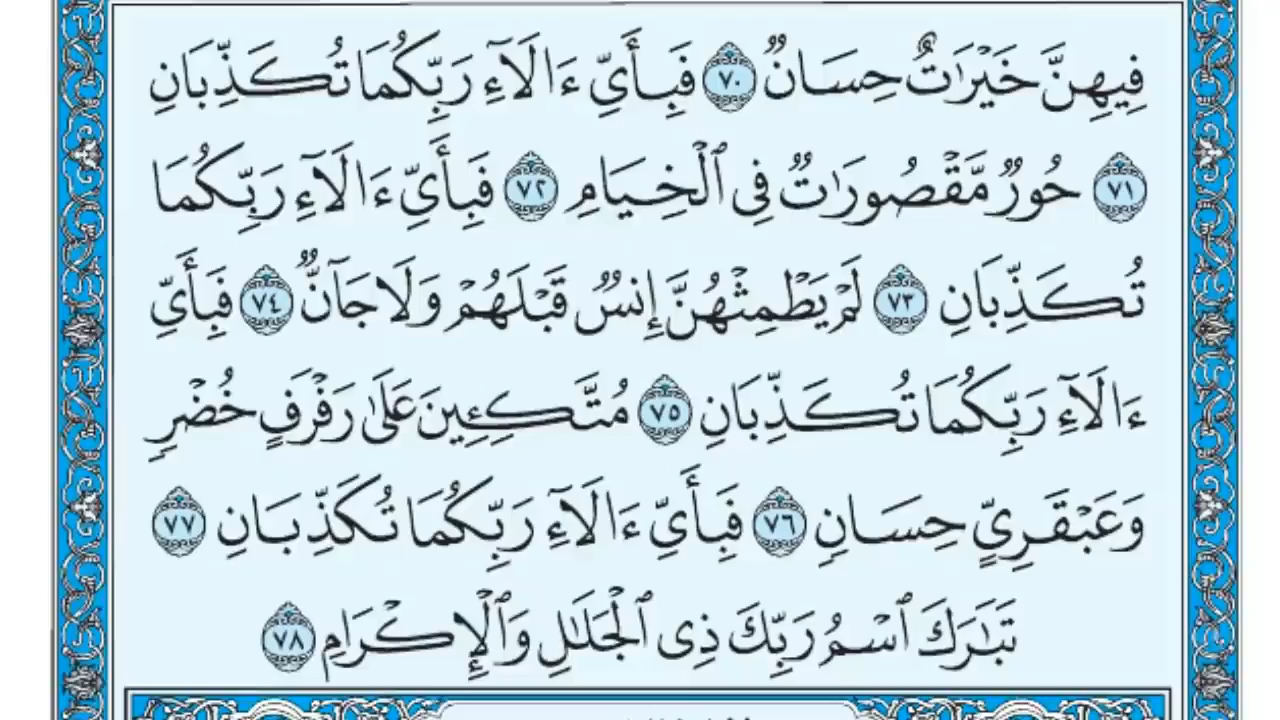 فِيهِنَّ خَيْرَٰتٌ حِسَانٌ ٧٠ فَبِأَيِّ ءَالَآءِ رَبِّكُمَا تُكَذِّبَانِ
٧١ حُورٌ مَّقْصُورَٰتٌ فِى ٱلْخِيَامِ ٧٢ فَبِأَيِّ ءَالَآءِ رَبِّكُمَا
تُكَذِّبَانِ ٧٣ لَمْ يَطْمِثْهُنَّ إِنسٌ قَبْلَهُمْ وَلَا جَآنٌّ ٧٤ فَبِأَيِّ
ءَالَآءِ رَبِّكُمَا تُكَذِّبَانِ ٧٥ مُتَّكِـِٔينَ عَلَىٰ رَفْرَفٍ خُضْرٍ
وَعَبْقَرِيٍّ حِسَانٍ ٧٦ فَبِأَيِّ ءَالَآءِ رَبِّكُمَا تُكَذِّبَانِ ٧٧
تَبَٰرَكَ ٱسْمُ رَبِّكَ ذِى ٱلْجَلَٰلِ وَٱلْإِكْرَامِ ٧٨